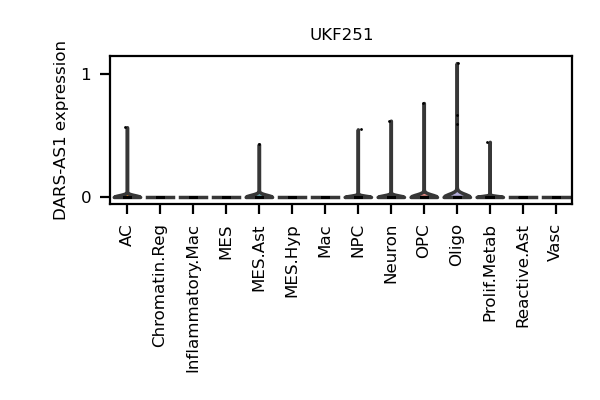 UKF251
DARS-AS1 expression
1
0
AC
Chromatin.Reg
Inflammatory.Mac
MES
MES.Ast
MES.Hyp
Mac
NPC
Neuron
OPC
Oligo
Prolif.Metab
Reactive.Ast
Vasc